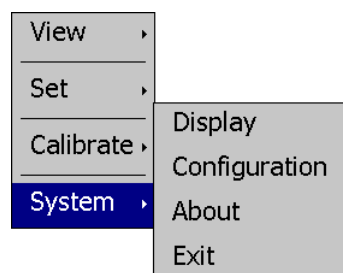 View
Set
Calibrate
System
Display
Configuration
About
Exit